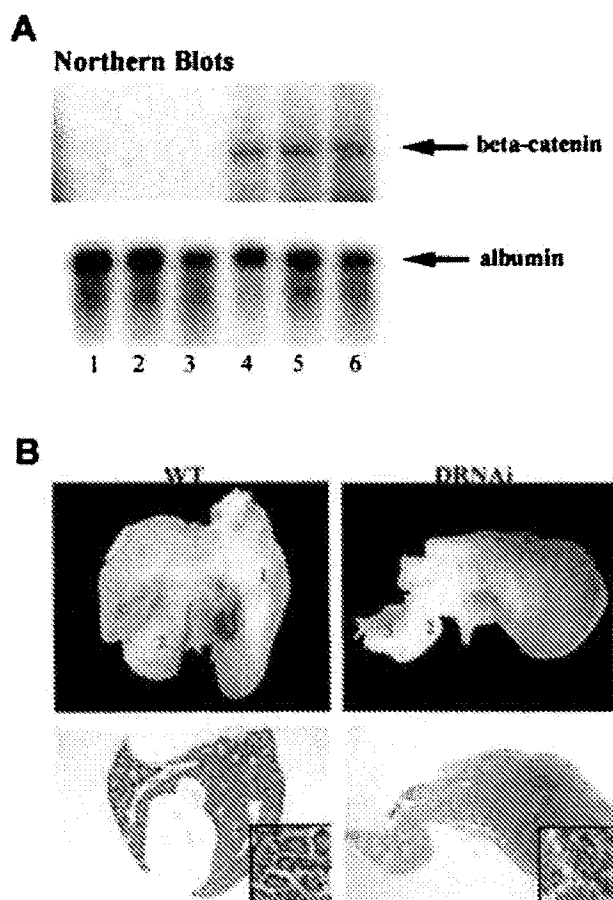 A
Northern Blots
beta-catenin
albumin
1 2 3 4 5 6
B
WT DRNAi